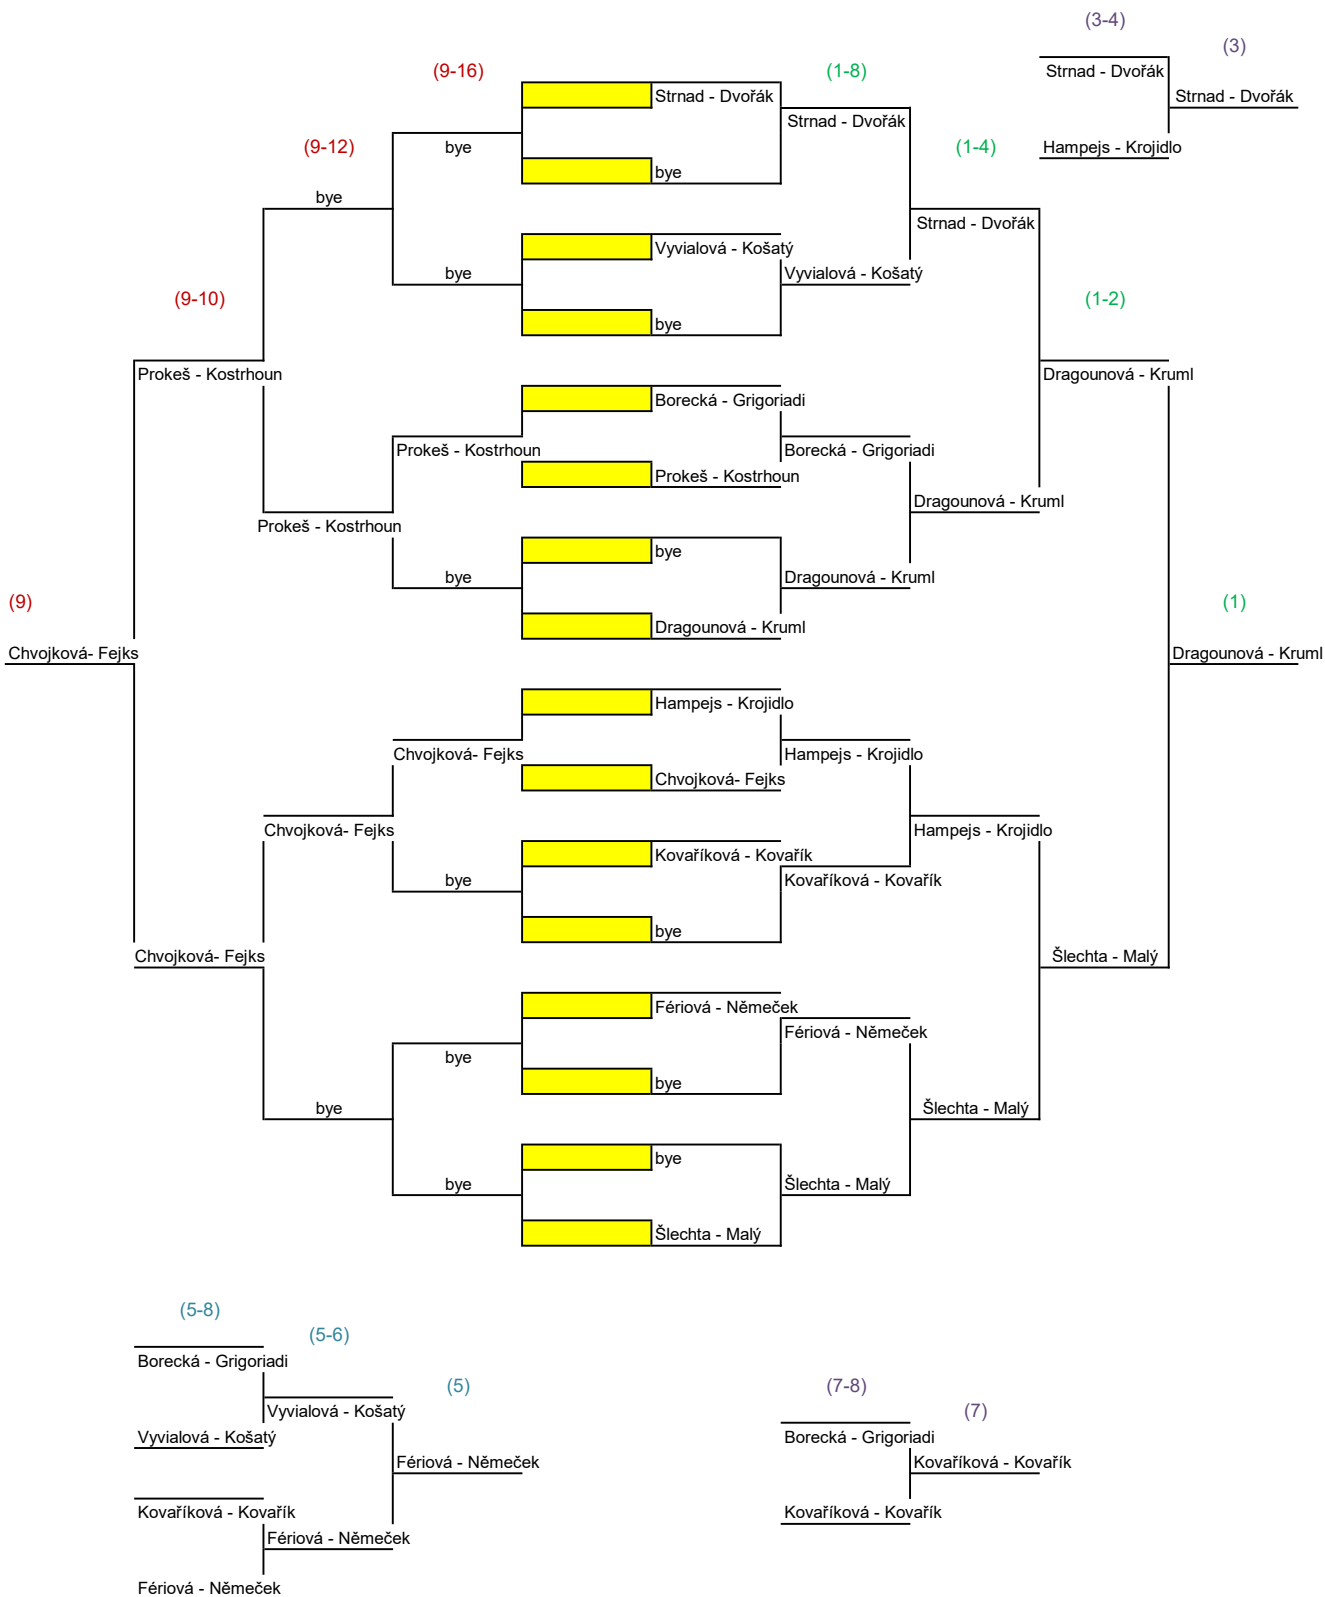 (3-4)
(3)
(9-16)
(1-8)
Strnad - Dvořák
Strnad - Dvořák
Strnad - Dvořák
Strnad - Dvořák
(9-12)
bye
(1-4)
Hampejs - Krojidlo
bye
bye
Strnad - Dvořák
Vyvialová - Košatý
bye
Vyvialová - Košatý
(9-10)
(1-2)
bye
Prokeš - Kostrhoun
Dragounová - Kruml
Borecká - Grigoriadi
Prokeš - Kostrhoun
Borecká - Grigoriadi
Prokeš - Kostrhoun
Dragounová - Kruml
Prokeš - Kostrhoun
bye
bye
Dragounová - Kruml
(9)
(1)
Dragounová - Kruml
Chvojková- Fejks
Dragounová - Kruml
Hampejs - Krojidlo
Chvojková- Fejks
Hampejs - Krojidlo
Chvojková- Fejks
Chvojková- Fejks
Hampejs - Krojidlo
Kovaříková - Kovařík
bye
Kovaříková - Kovařík
bye
Chvojková- Fejks
Šlechta - Malý
Fériová - Němeček
Fériová - Němeček
bye
bye
bye
Šlechta - Malý
bye
bye
Šlechta - Malý
Šlechta - Malý
(5-8)
(5-6)
Borecká - Grigoriadi
(5)
(7-8)
Vyvialová - Košatý
(7)
Vyvialová - Košatý
Borecká - Grigoriadi
Fériová - Němeček
Kovaříková - Kovařík
Kovaříková - Kovařík
Kovaříková - Kovařík
Fériová - Němeček
Fériová - Němeček